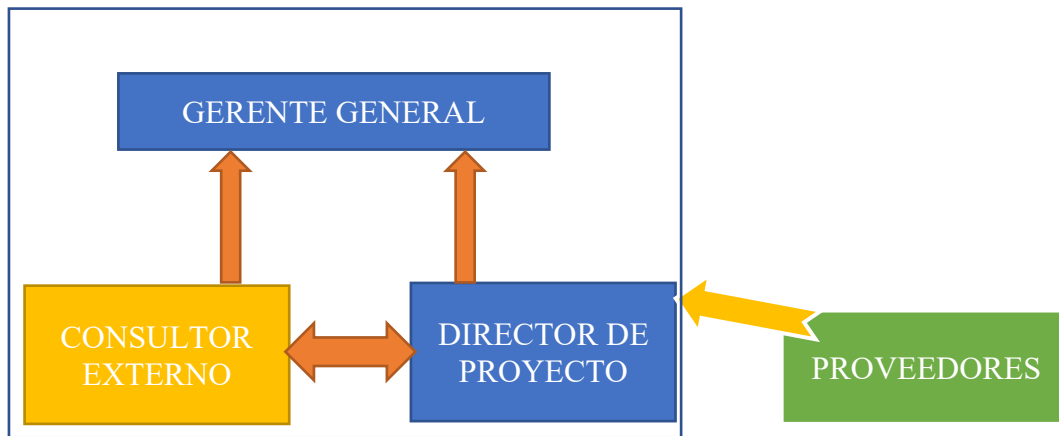 GERENTE GENERAL
CONSULTOR
EXTERNO
DIRECTOR DE
PROYECTO
PROVEEDORES